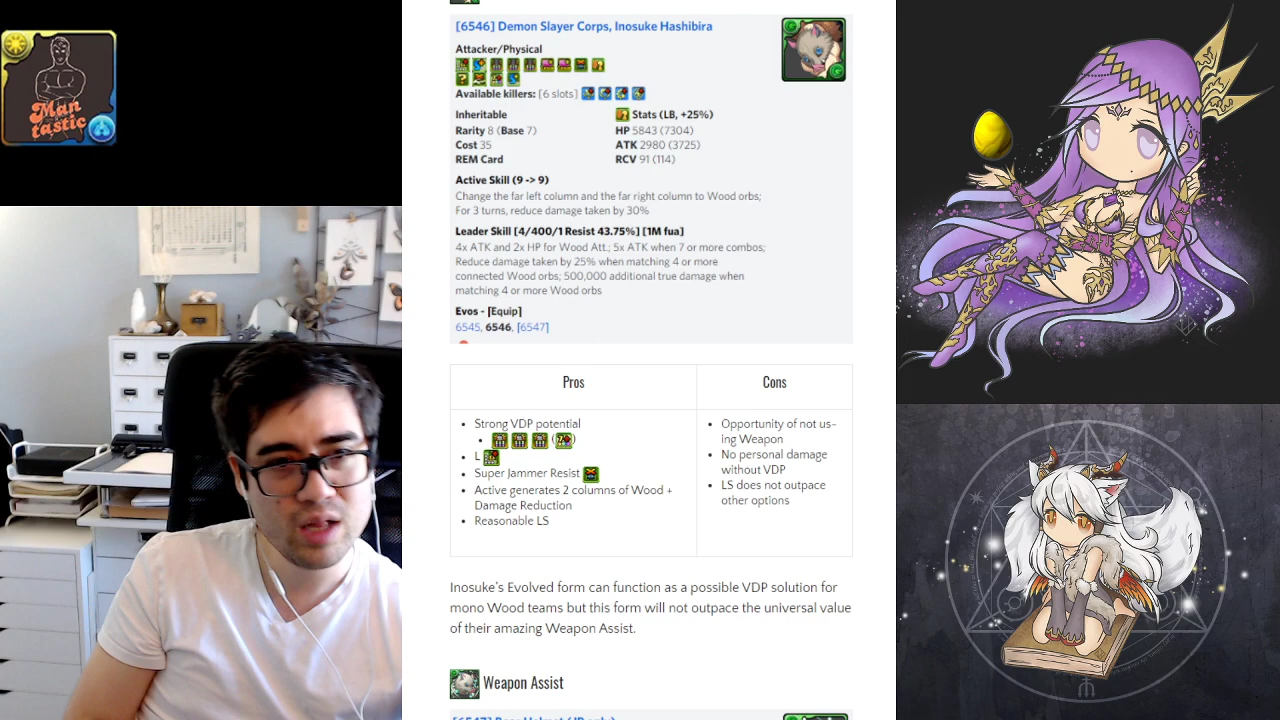 Man
tastic
[6546] Demon Slayer Corps, Inosuke Hashibira
Attacker/Physical
Available killers: [6 slots]
Inheritable
Rarity 8 (Base 7)
Cost 35
REM Card
Stats (LB, +25%)
HP 5843 (7304)
ATK 2980 (3725)
RCV 91 (114)
Active Skill (9 -> 9)
Change the far left column and the far right column to Wood orbs;
For 3 turns, reduce damage taken by 30%
Leader Skill [4/400/1 Resist 43.75%] [1M fua]
4x ATK and 2x HP for Wood Att.; 5x ATK when 7 or more combos;
Reduce damage taken by 25% when matching 4 or more
connected Wood orbs; 500,000 additional true damage when
matching 4 or more Wood orbs
Evos - [Equip]
6545, 6546, [6547]
Pros
Strong VDP potential
( )
L
Super Jammer Resist
Active generates 2 columns of Wood +
Damage Reduction
Reasonable LS
Cons
Opportunity of not us-
ing Weapon
No personal damage
without VDP
LS does not outpace
other options
Inosuke's Evolved form can function as a possible VDP solution for
mono Wood teams but this form will not outpace the universal value
of their amazing Weapon Assist.
Weapon Assist
[6547] Boar Helmet (JP only)